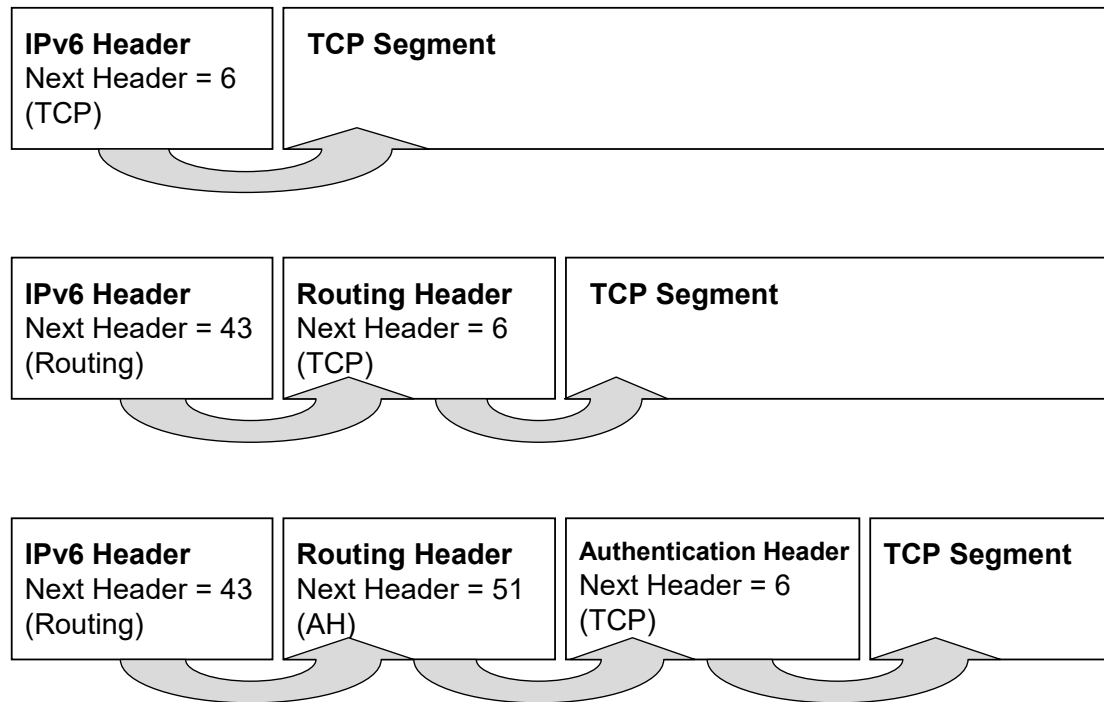 IPv6 Header
Next Header = 6
(TCP)
TCP Segment
IPv6 Header
Next Header = 43
(Routing)
Routing Header
Next Header = 6
(TCP)
TCP Segment
IPv6 Header
Next Header = 43
(Routing)
Routing Header
Next Header = 51
(AH)
Authentication Header
Next Header = 6
(TCP)
TCP Segment